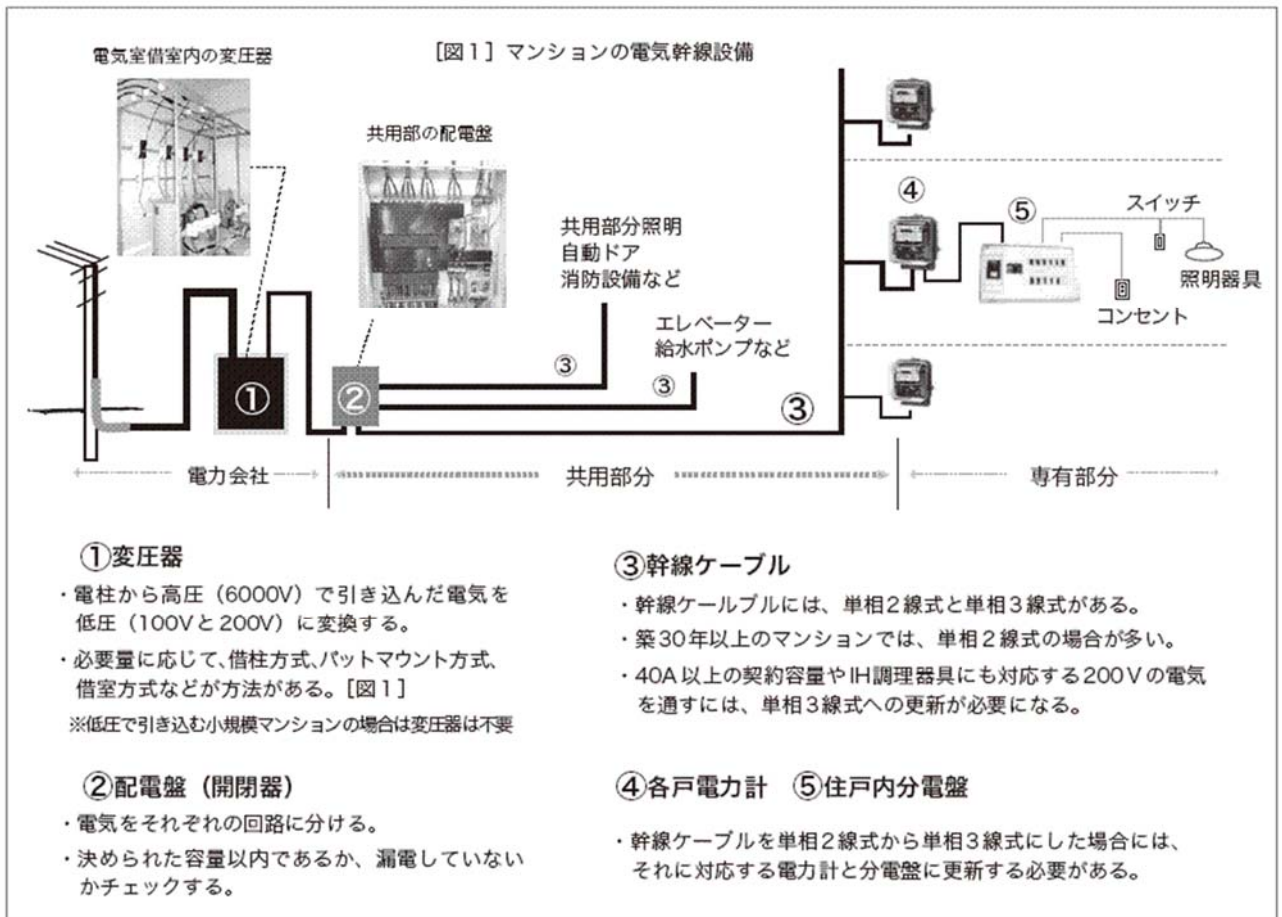 [図1] マンションの電気幹線設備
電気室借室内の変圧器
共用部の配電盤
共用部分照明
自動ドア
消防設備など
エレベーター
給水ポンプなど
①
②
③
③
③
④
⑤
スイッチ
照明器具
コンセント
電力会社
共用部分
専有部分
①変圧器
・電柱から高圧（6000V）で引き込んだ電気を
低圧（100Vと200V）に変換する。
・必要量に応じて、借柱方式、パットマウント方式、
借室方式などが方法がある。[図1]
※低圧で引き込む小規模マンションの場合は変圧器は不要
②配電盤（開閉器）
・電気をそれぞれの回路に分ける。
・決められた容量以内であるか、漏電していない
かチェックする。
③幹線ケーブル
・幹線ケールブルには、単相2線式と単相3線式がある。
・築30年以上のマンションでは、単相2線式の場合が多い。
・40A以上の契約容量やIH調理器具にも対応する200Vの電気
を通すには、単相3線式への更新が必要になる。
④各戸電力計　⑤住戸内分電盤
・幹線ケーブルを単相2線式から単相3線式にした場合には、
それに対応する電力計と分電盤に更新する必要がある。